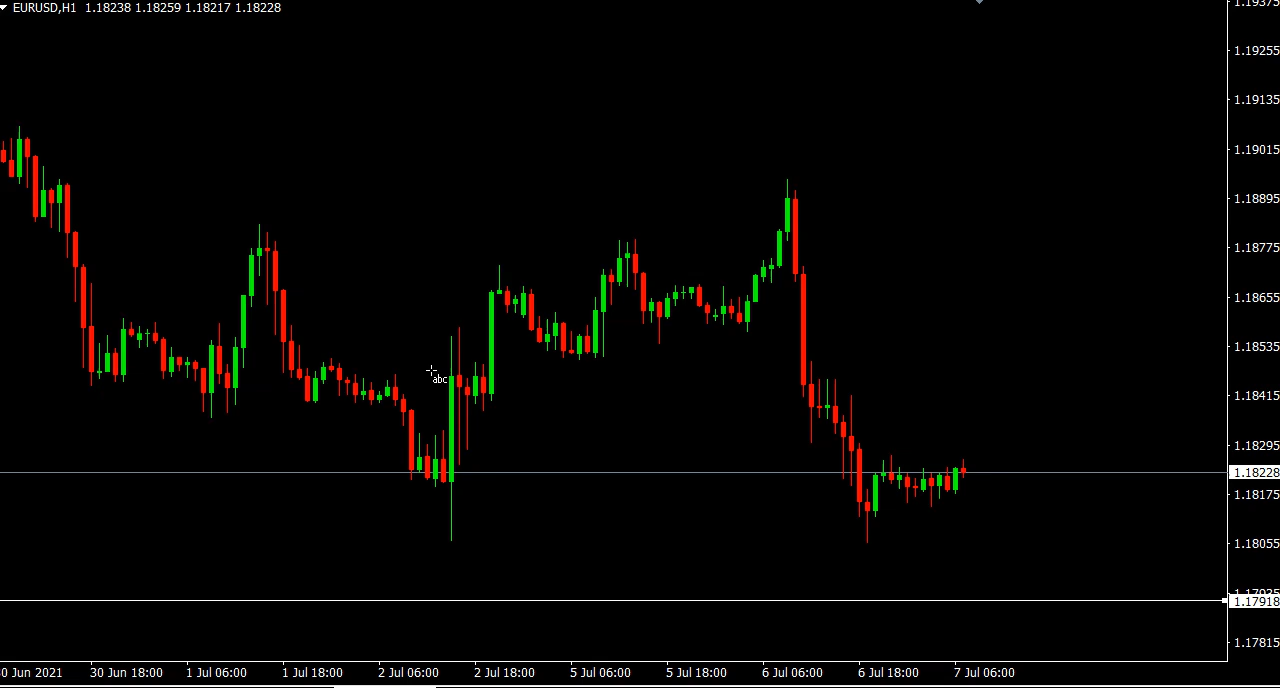 EURUSD,H1 1.18238 1.18259 1.18217 1.18228
1.19375
1.19255
1.19135
1.19015
1.18895
1.18775
1.18655
1.18535
1.18415
1.18295
1.18228
1.18175
1.18055
1.17918
1.17815
abc
0 Jun 2021
30 Jun 18:00
1 Jul 06:00
1 Jul 18:00
2 Jul 06:00
2 Jul 18:00
5 Jul 06:00
5 Jul 18:00
6 Jul 06:00
6 Jul 18:00
7 Jul 06:00